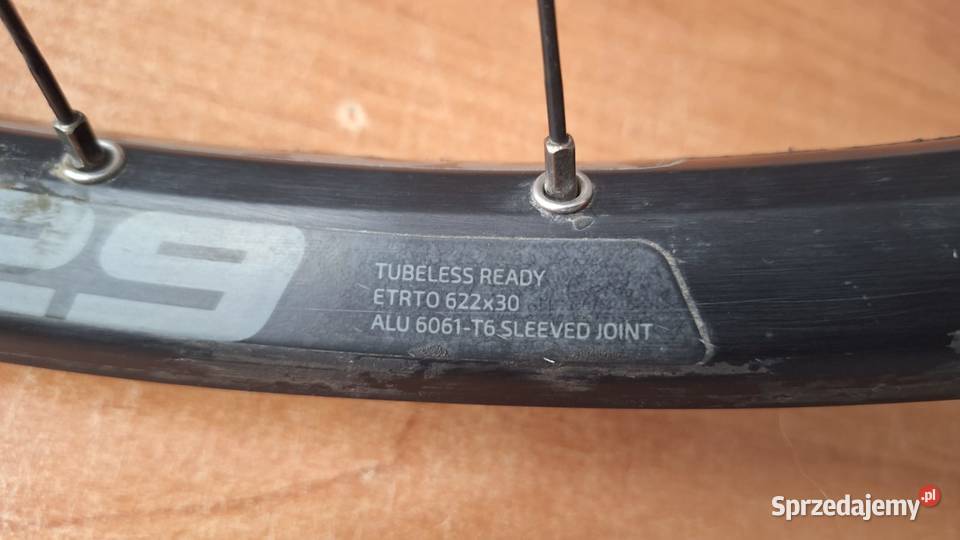 29
TUBELESS READY
ETRTO 622x30
ALU 6061-T6 SLEEVED JOINT
Sprzedajemy.pl